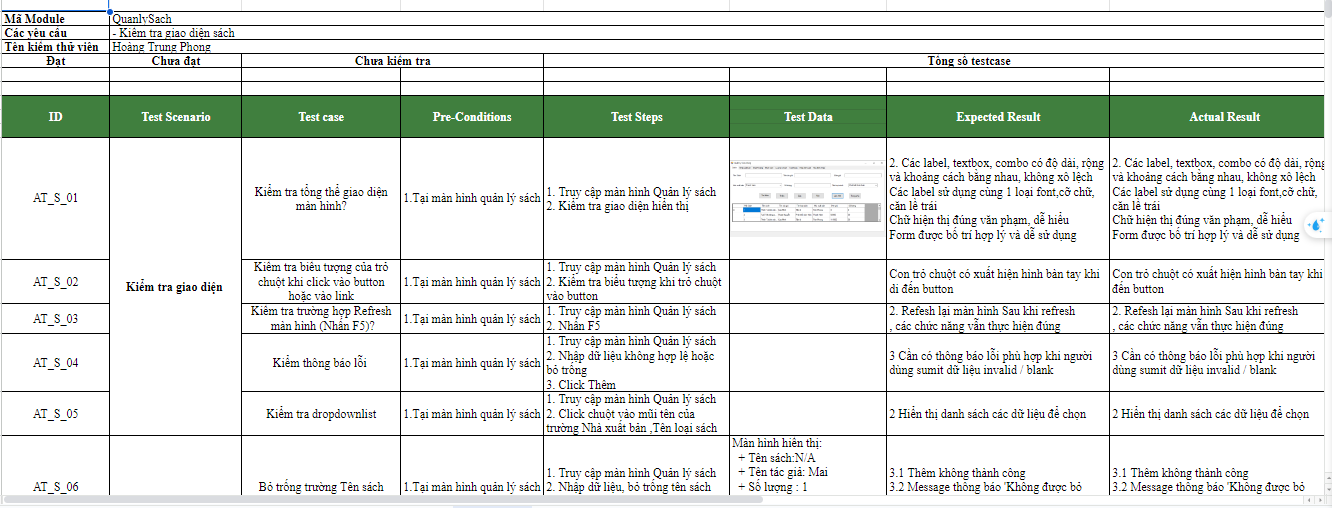 Mã Module QuanlySach
Các yêu cầu - Kiểm tra giao diện sách
Tên kiểm thử viên Hoàng Trung Phong
Đạt Chưa đạt Chưa kiểm tra Tổng số testcase
ID Test Scenario Test case Pre-Conditions Test Steps Test Data Expected Result Actual Result
AT_S_01
Kiểm tra giao diện
Kiểm tra tổng thể giao diện
màn hình?
1.Tại màn hình quản lý sách
1. Truy cập màn hình Quản lý sách
2. Kiểm tra giao diện hiển thị
2. Các label, textbox, combo có độ dài, rộng
và khoảng cách bằng nhau, không xô lệch
Các label sử dụng cùng 1 loại font,cỡ chữ,
căn lề trái
Chữ hiện thị đúng văn phạm, dễ hiểu
Form được bố trí hợp lý và dễ sử dụng
2. Các label, textbox, combo có độ dài, rộng
và khoảng cách bằng nhau, không xô lệch
Các label sử dụng cùng 1 loại font,cỡ chữ,
căn lề trái
Chữ hiện thị đúng văn phạm, dễ hiểu
Form được bố trí hợp lý và dễ sử dụng
AT_S_02
Kiểm tra biểu tượng của trỏ
chuột khi click vào button
hoặc vào link
1.Tại màn hình quản lý sách
1. Truy cập màn hình Quản lý sách
2. Kiểm tra biểu tượng khi trỏ chuột
vào button
Con trỏ chuột có xuất hiện hình bàn tay khi
di đến button
Con trỏ chuột có xuất hiện hình bàn tay khi
đến button
AT_S_03
Kiểm tra trường hợp Refresh
màn hình (Nhấn F5)?
1.Tại màn hình quản lý sách
1. Truy cập màn hình Quản lý sách
2. Nhấn F5
2. Refesh lại màn hình Sau khi refresh
, các chức năng vẫn thực hiện đúng
2. Refesh lại màn hình Sau khi refresh
, các chức năng vẫn thực hiện đúng
AT_S_04
Kiểm thông báo lỗi
1.Tại màn hình quản lý sách
1. Truy cập màn hình Quản lý sách
2. Nhập dữ liệu không hợp lệ hoặc
bỏ trống
3. Click Thêm
3 Cần có thông báo lỗi phù hợp khi người
dùng sumit dữ liệu invalid / blank
3 Cần có thông báo lỗi phù hợp khi người
dùng sumit dữ liệu invalid / blank
AT_S_05
Kiểm tra dropdownlist
1.Tại màn hình quản lý sách
1. Truy cập màn hình Quản lý sách
2. Click chuột vào mũi tên của
trường Nhà xuất bản ,Tên loại sách
2 Hiển thị danh sách các dữ liệu để chọn
2 Hiển thị danh sách các dữ liệu để chọn
AT_S_06
Bỏ trống trường Tên sách
1.Tại màn hình quản lý sách
1. Truy cập màn hình Quản lý sách
2. Nhập dữ liệu, bỏ trống tên sách
Màn hình hiển thị:
+ Tên sách:N/A
+ Tên tác giả: Mai
+ Số lượng : 1
3.1 Thêm không thành công
3.2 Message thông báo 'Không được bỏ
3.1 Thêm không thành công
3.2 Message thông báo 'Không được bỏ